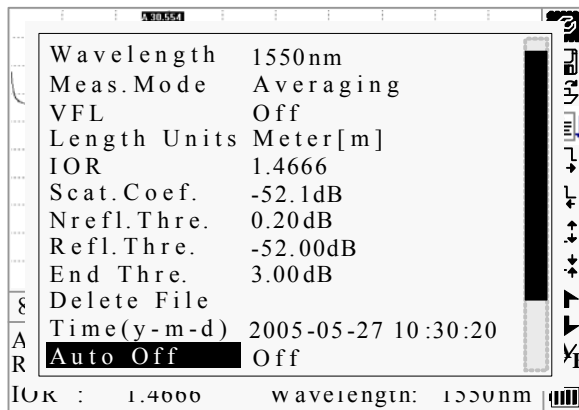 A 30.554
Wavelength 1550nm
Meas.Mode Averaging
VFL Off
Length Units Meter[m]
IOR 1.4666
Scat.Coef. -52.1dB
Nrefl.Thre. 0.20dB
Refl.Thre. -52.00dB
End Thre. 3.00dB
Delete File
Time(y-m-d) 2005-05-27 10:30:20
Auto Off Off
A
R
IOR : 1.4666 Wavelength: 1550nm